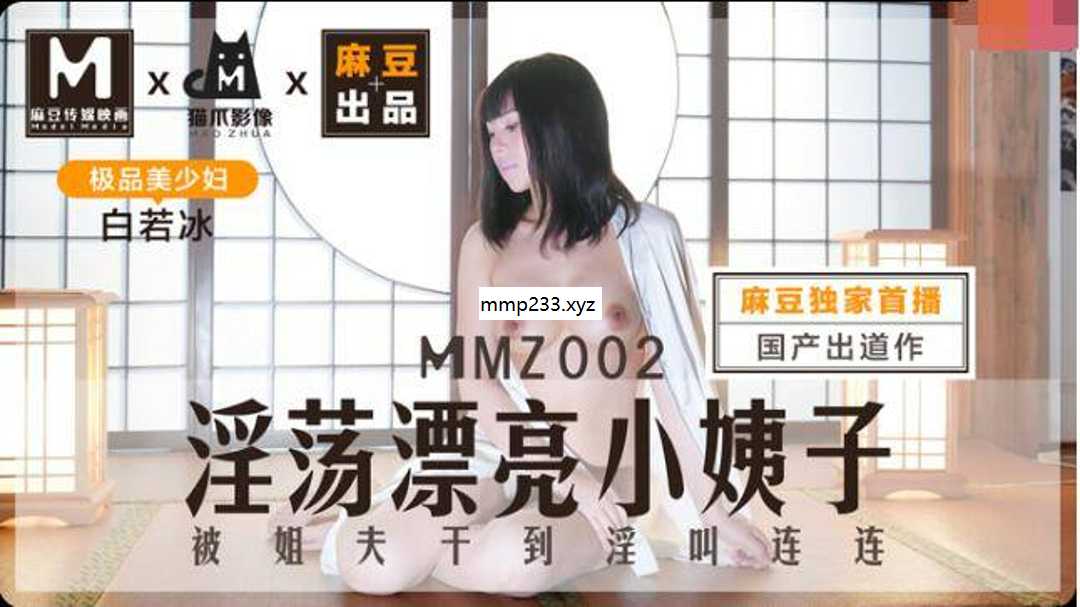 M
麻豆传媒映画
Model Media
x
M
猫爪影像
MAO ZHUA
x
麻豆
+
出品
极品美少妇
白若冰
mmp233.xyz
麻豆独家首播
国产出道作
MMZ002
淫荡漂亮小姨子
被姐夫干到淫叫连连